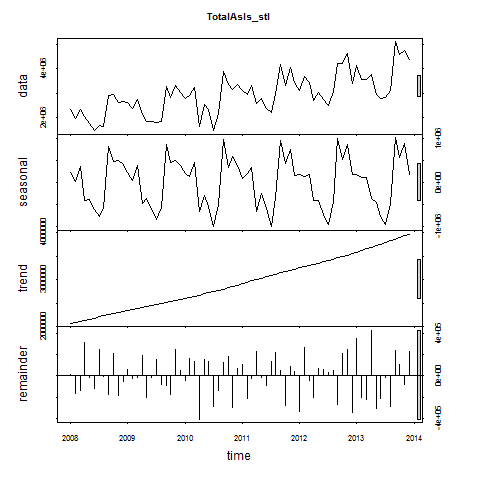 TotalAsIs_stl
data
2e+06
4e+06
seasonal
-1e+06
0e+00
1e+06
trend
2000000
3000000
4000000
remainder
-4e+05
0e+00
4e+05
2008 2009 2010 2011 2012 2013 2014
time